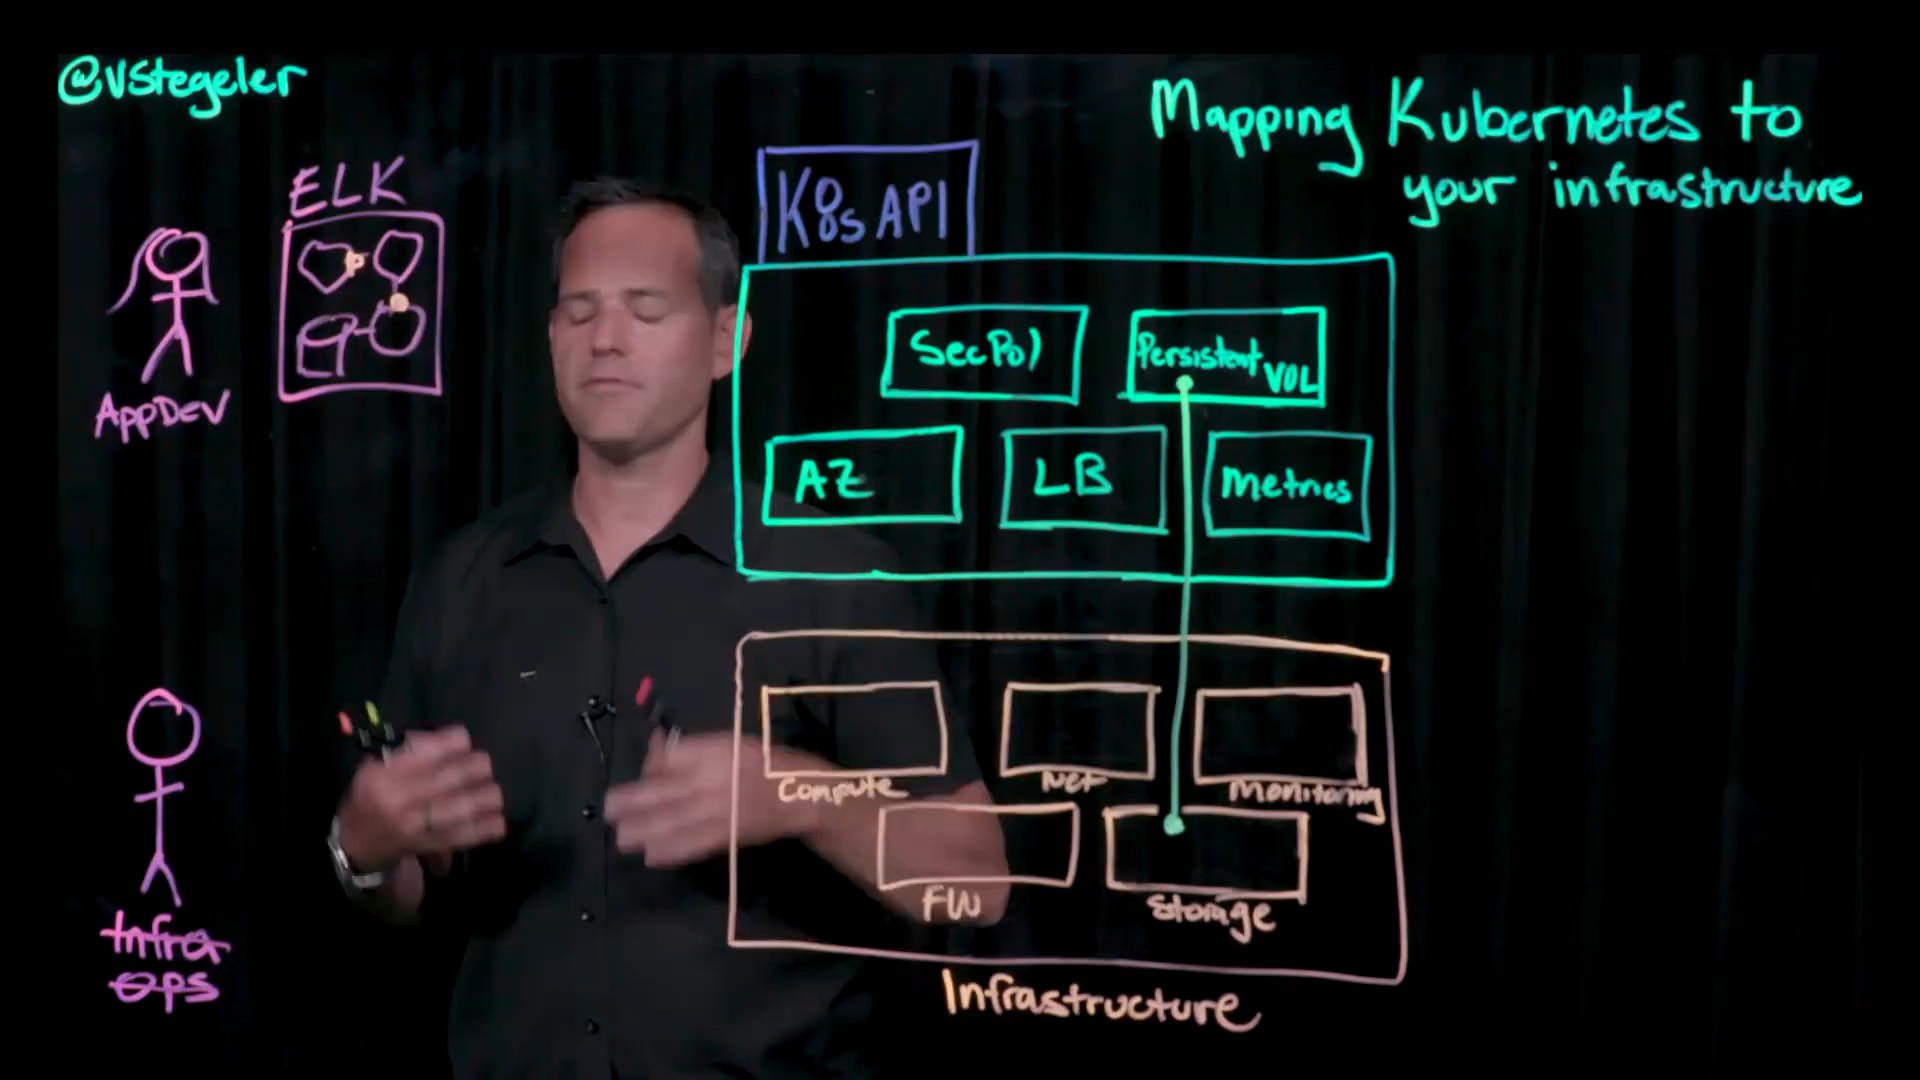 @vstegeler
Mapping Kubernetes to
your infrastructure
ELK
K8s API
AppDev
SecPol
Persistent VOL
AZ
LB
Metrics
Compute
Net
Monitoring
FW
Storage
Infra
ops
Infrastructure